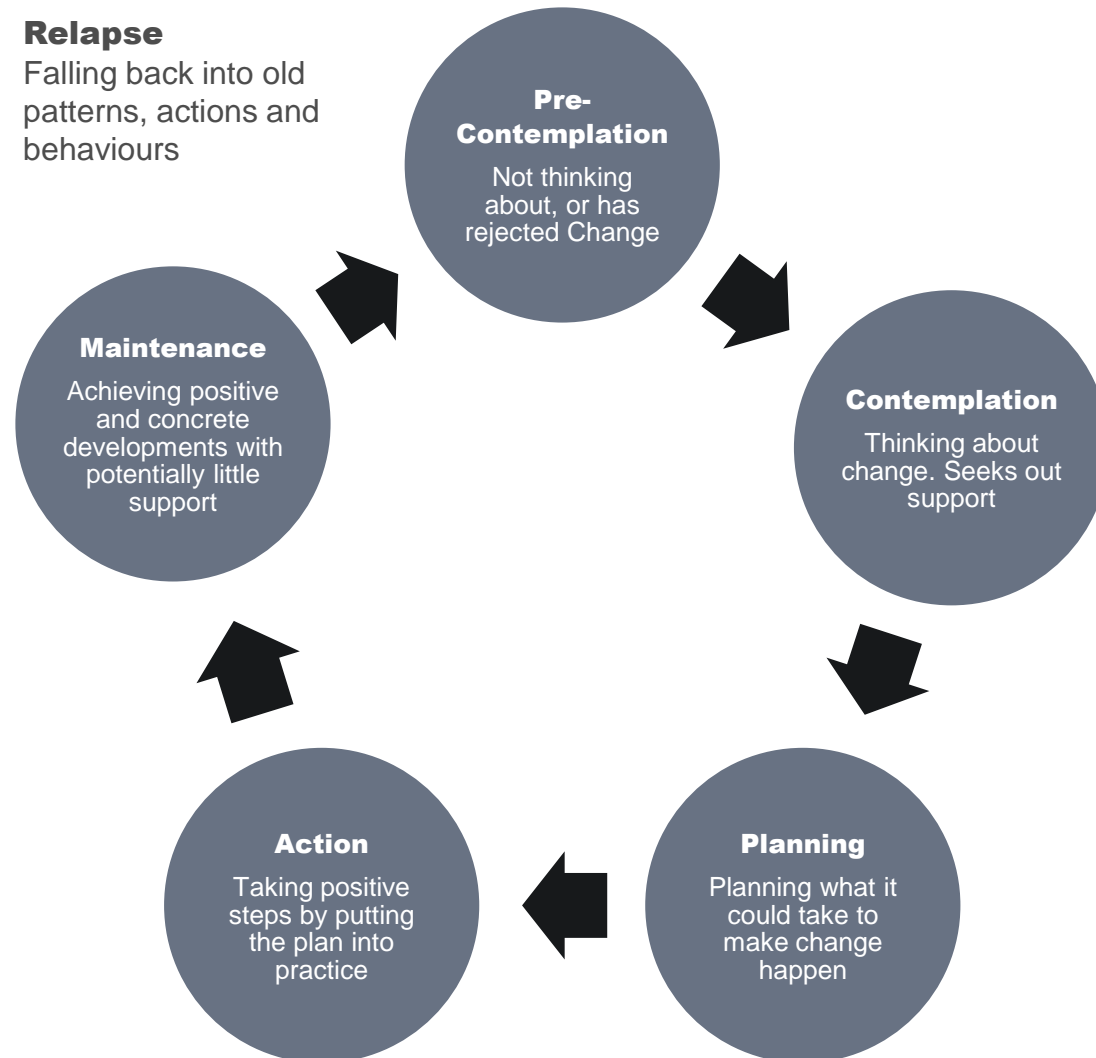 Relapse
Falling back into old
patterns, actions and
behaviours
Pre-
Contemplation
Not thinking
about, or has
rejected Change
Contemplation
Thinking about
change. Seeks out
support
Planning
Planning what it
could take to
make change
happen
Action
Taking positive
steps by putting
the plan into
practice
Maintenance
Achieving positive
and concrete
developments with
potentially little
support